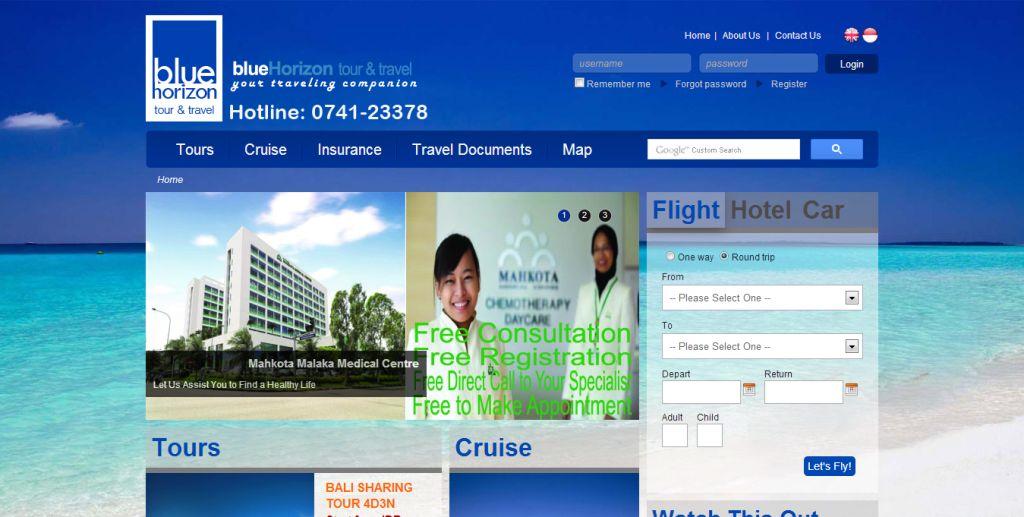 blue
horizon
tour & travel
blueHorizon tour & travel
your traveling companion
Hotline: 0741-23378
Home | About Us | Contact Us
username
password
Login
Remember me
Forgot password
Register
Tours
Cruise
Insurance
Travel Documents
Map
Google™ Custom Search
Home
1 2 3
MAHKOTA
CHEMOTHERAPY
DAYCARE
Free Consultation
Free Registration
Free Direct Call to Your Specialist
Free to Make Appointment
Mahkota Malaka Medical Centre
Let Us Assist You to Find a Healthy Life
Flight Hotel Car
One way
Round trip
From
-- Please Select One --
To
-- Please Select One --
Depart
Return
Adult
Child
Let's Fly!
Tours
Cruise
BALI SHARING
TOUR 4D3N
Watch This Out